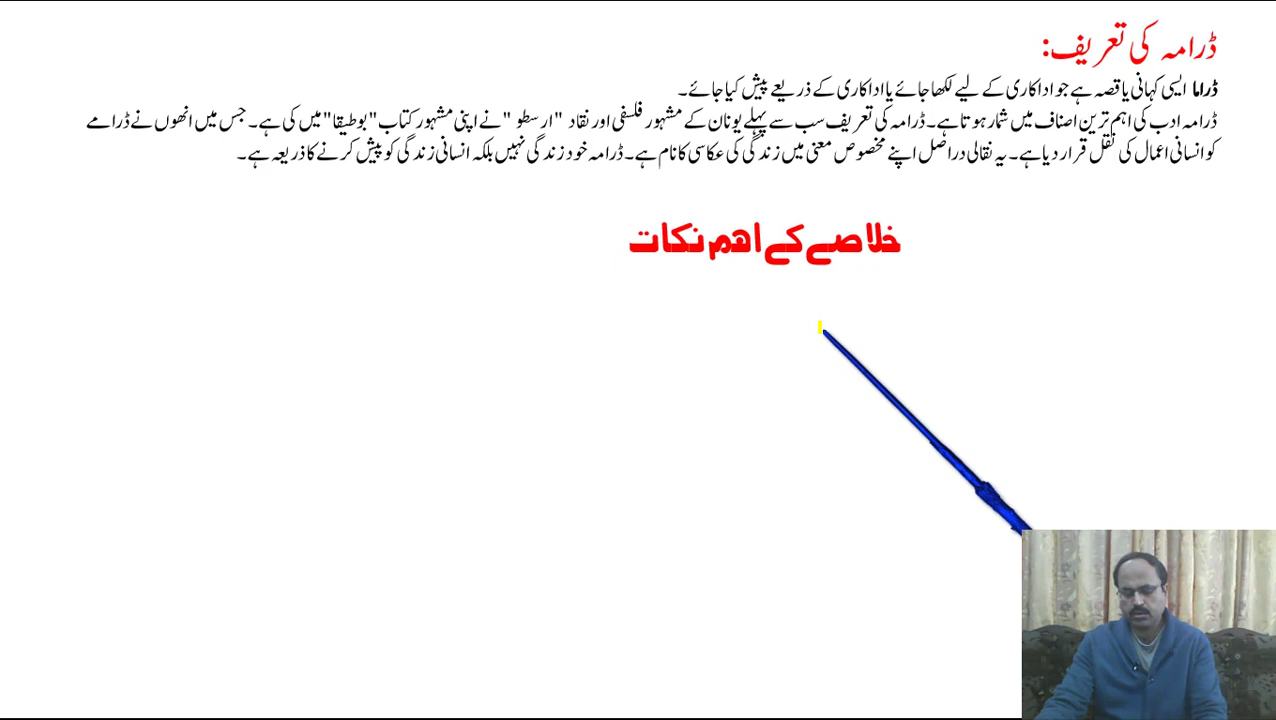 ڈرامہ کی تعریف:
ڈراما ایسی کہانی یا قصہ ہے جو اداکاری کے لیے لکھا جائے یا اداکاری کے ذریعے پیش کیا جائے۔
ڈرامہ ادب کی اہم ترین اصناف میں شمار ہوتا ہے۔ ڈرامہ کی تعریف سب سے پہلے یونان کے مشہور فلسفی اور نقاد "ارسطو" نے اپنی مشہور کتاب "بوطیقا" میں کی ہے۔ جس میں انھوں نے ڈرامے
کو انسانی اعمال کی نقل قرار دیا ہے۔ یہ نقالی دراصل اپنے مخصوص معنی میں زندگی کی عکاسی کا نام ہے۔ ڈرامہ خود زندگی نہیں بلکہ انسانی زندگی کو پیش کرنے کا ذریعہ ہے۔
خلاصے کے اھم نکات